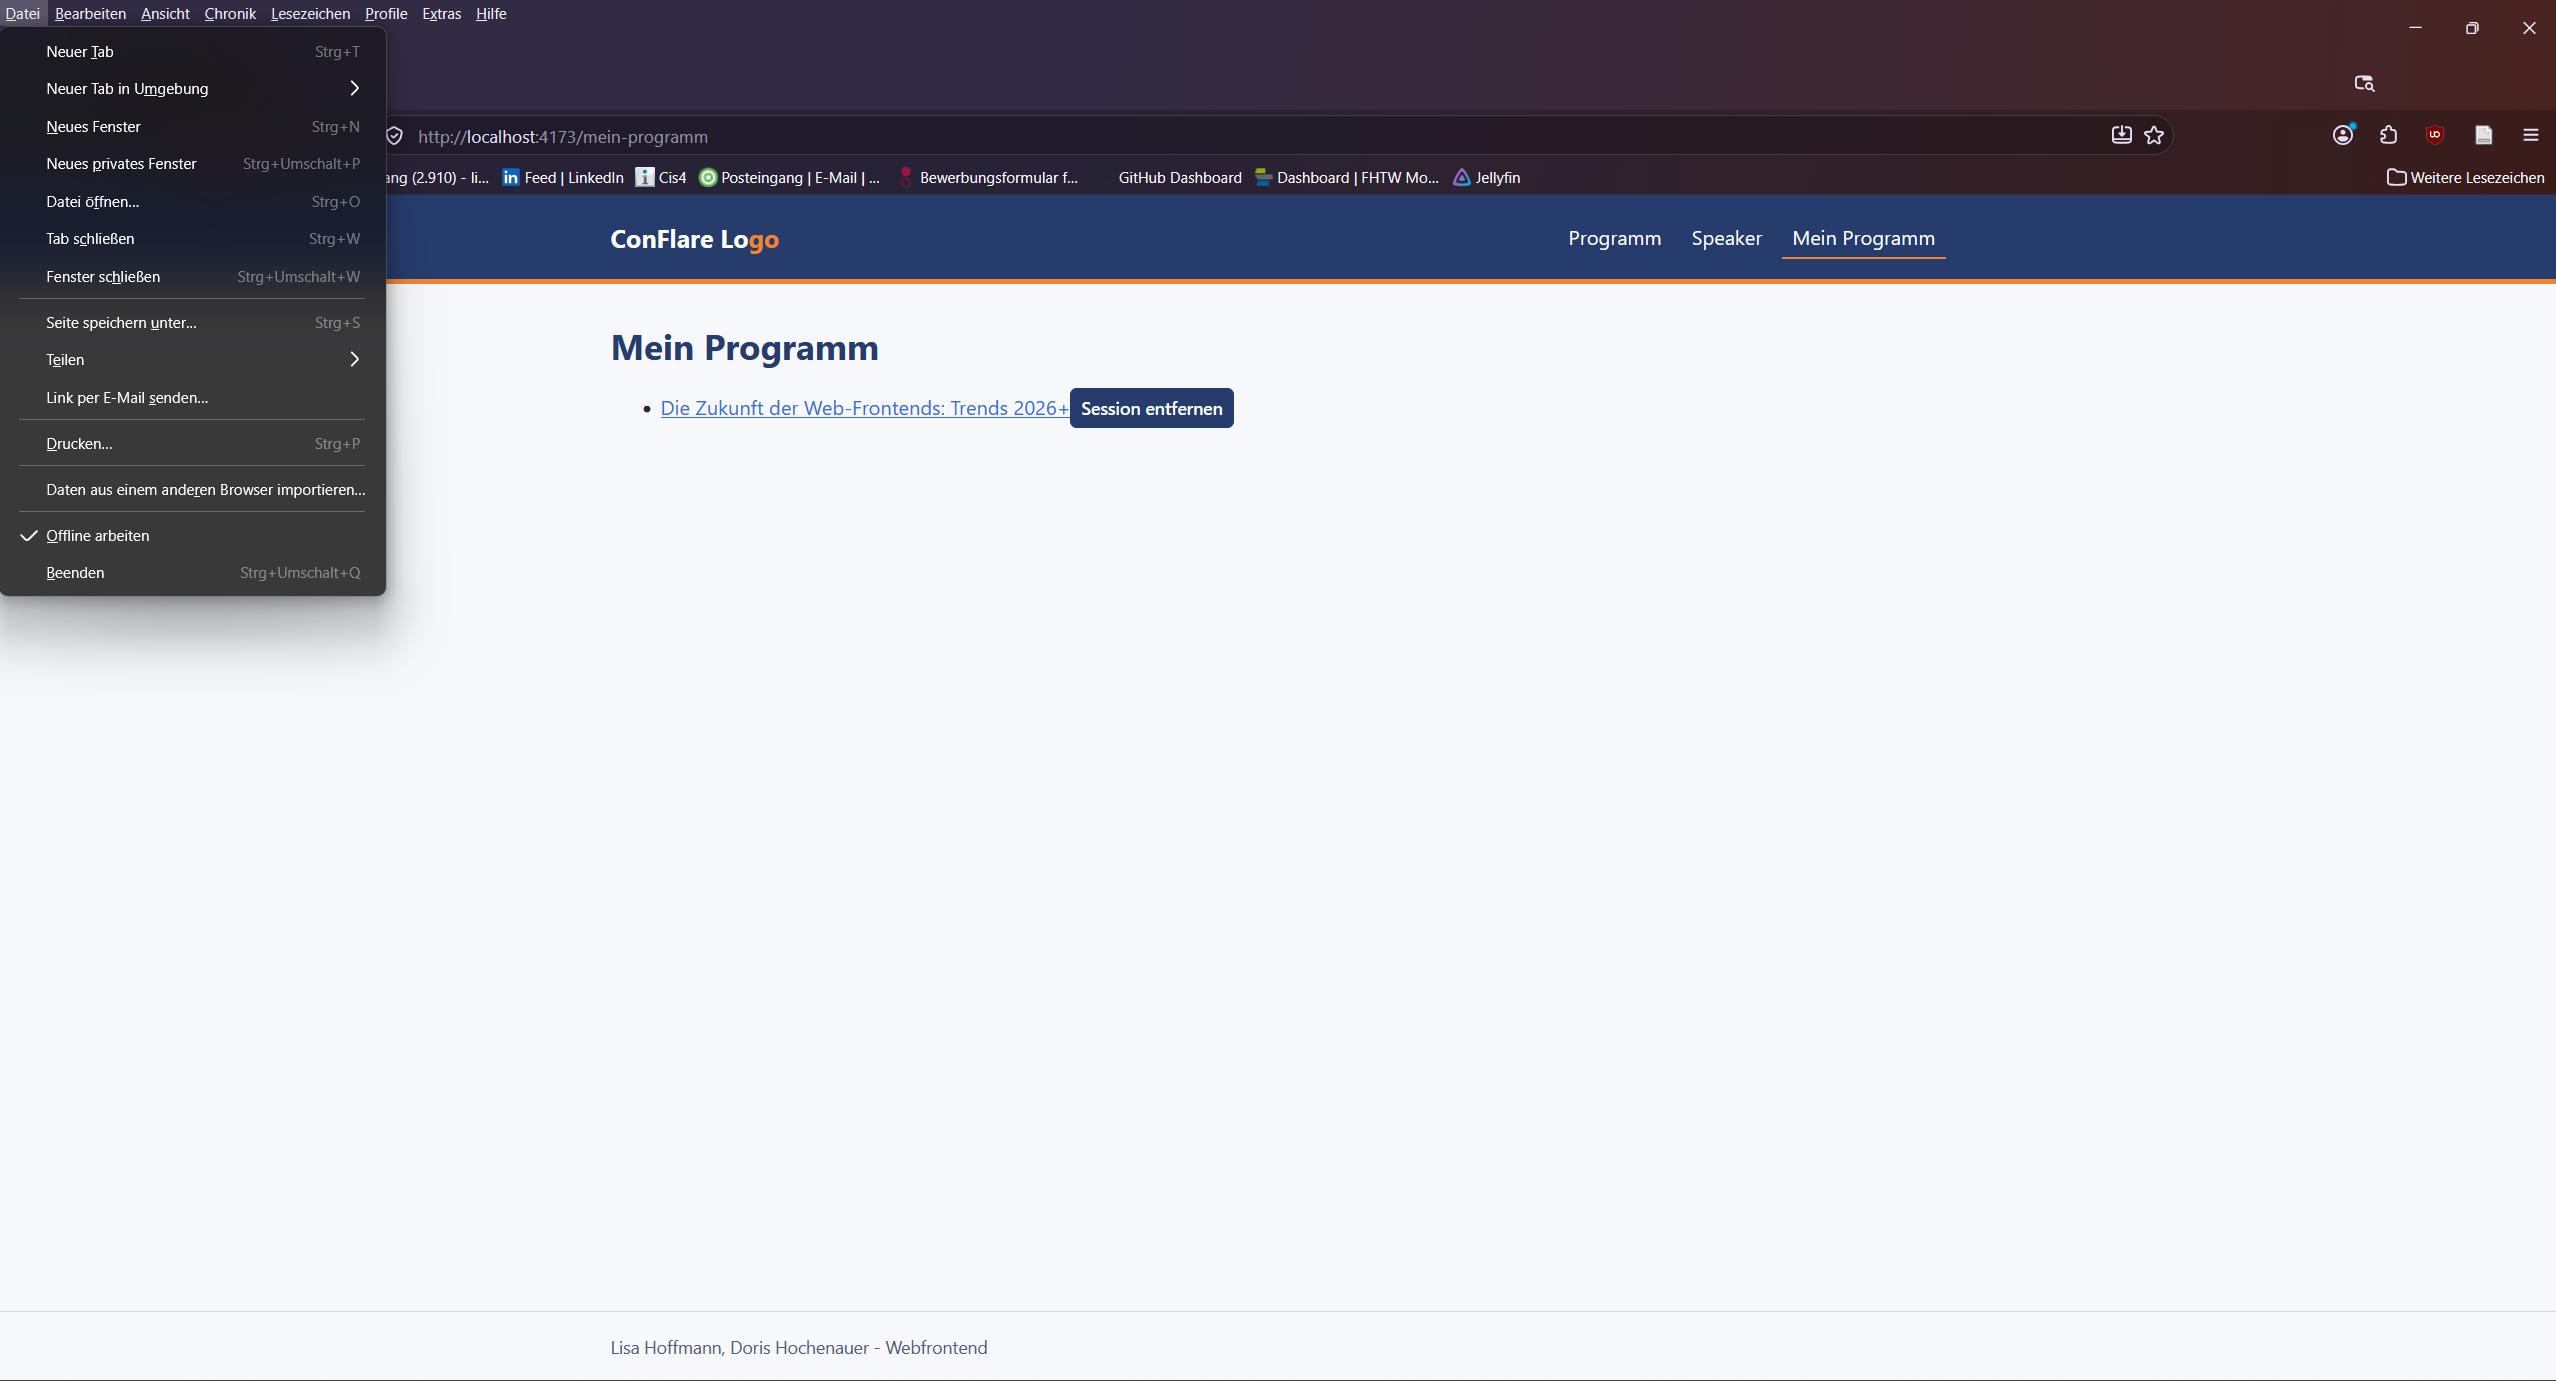 Datei Bearbeiten Ansicht Chronik Lesezeichen Profile Extras Hilfe
Neuer Tab Strg+T
Neuer Tab in Umgebung
Neues Fenster Strg+N
Neues privates Fenster Strg+Umschalt+P
Datei öffnen... Strg+O
Tab schließen Strg+W
Fenster schließen Strg+Umschalt+W
Seite speichern unter... Strg+S
Teilen
Link per E-Mail senden...
Drucken... Strg+P
Daten aus einem anderen Browser importieren...
Offline arbeiten
Beenden Strg+Umschalt+Q
http://localhost:4173/mein-programm
ang (2.910) - li... Feed | LinkedIn Cis4 Posteingang | E-Mail | ... Bewerbungsformular f... GitHub Dashboard Dashboard | FHTW Mo... Jellyfin Weitere Lesezeichen
ConFlare Logo Programm Speaker Mein Programm
Mein Programm
Die Zukunft der Web-Frontends: Trends 2026+ Session entfernen
Lisa Hoffmann, Doris Hochenauer - Webfrontend